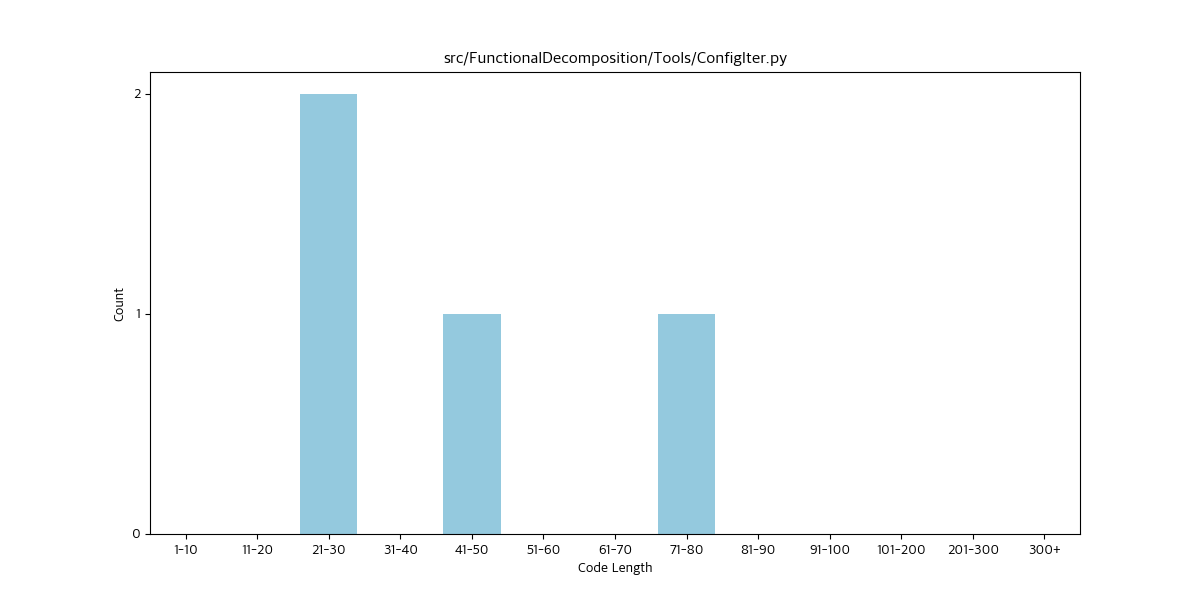 src/FunctionalDecomposition/Tools/ConfigIter.py
2
1
0
Count
1-10 11-20 21-30 31-40 41-50 51-60 61-70 71-80 81-90 91-100 101-200 201-300 300+
Code Length